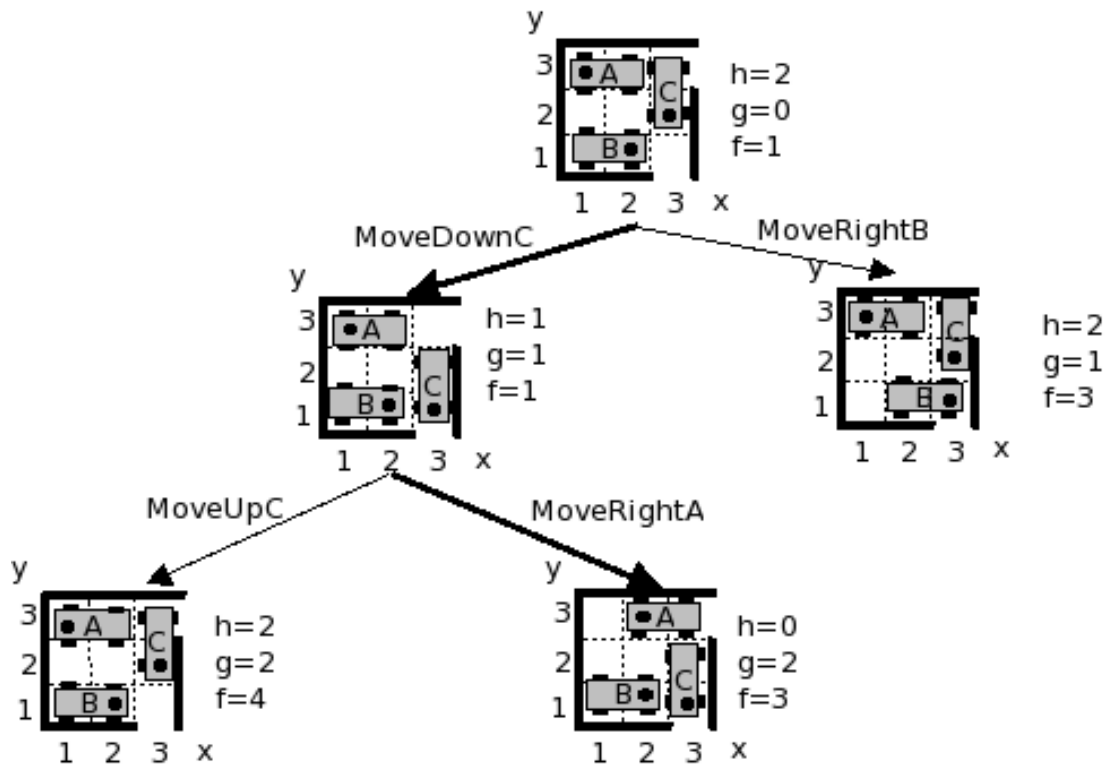 y
3 A h=2
2 C g=0
1 B f=1
1 2 3 x
MoveDownC MoveRightB
y
3 A h=1
2 C g=1
1 B f=1
1 2 3 x
y
3 A C h=2
2 g=1
1 B f=3
1 2 3 x
MoveUpC MoveRightA
y
3 A h=2
2 C g=2
1 B f=4
1 2 3 x
y
3 A h=0
2 C g=2
1 B f=3
1 2 3 x